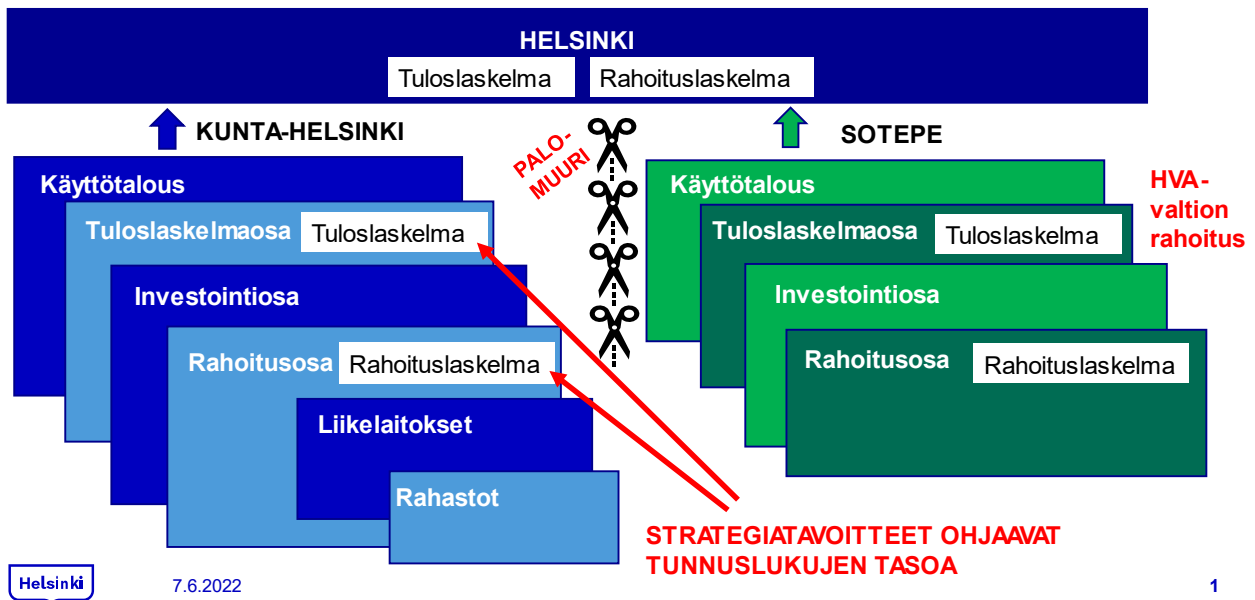 HELSINKI
Tuloslaskelma
Rahoituslaskelma
KUNTA-HELSINKI
PALO-
MUURI
SOTEPE
Käyttötalous
Tuloslaskelmaosa
Tuloslaskelma
Investointiosa
Rahoitusosa
Rahoituslaskelma
Liikelaitokset
Rahastot
Käyttötalous
Tuloslaskelmaosa
Tuloslaskelma
Investointiosa
Rahoitusosa
Rahoituslaskelma
HVA-
valtion
rahoitus
STRATEGIATAVOITTEET OHJAAVAT
TUNNUSLUKUJEN TASOA
Helsinki
7.6.2022
1